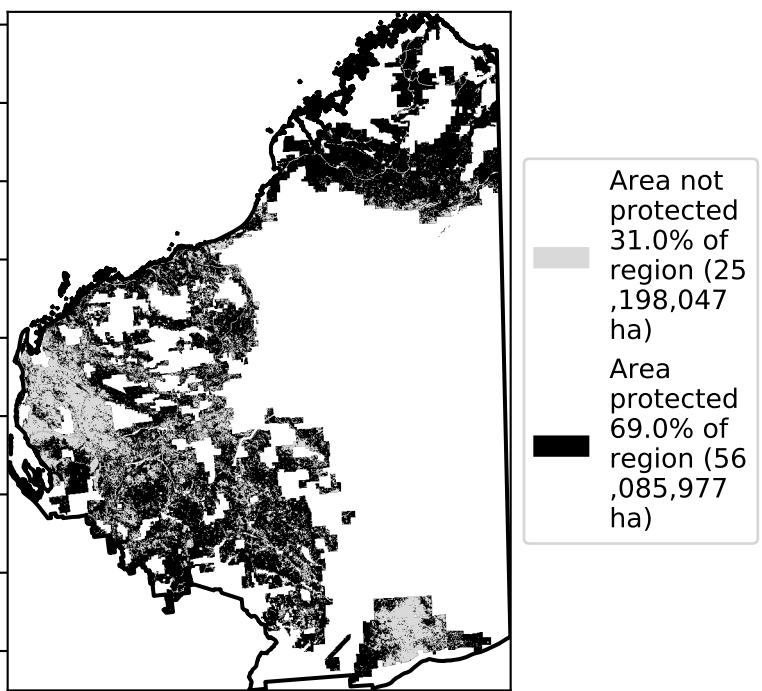 Area not
protected
31.0% of
region (25
,198,047
ha)
Area
protected
69.0% of
region (56
,085,977
ha)